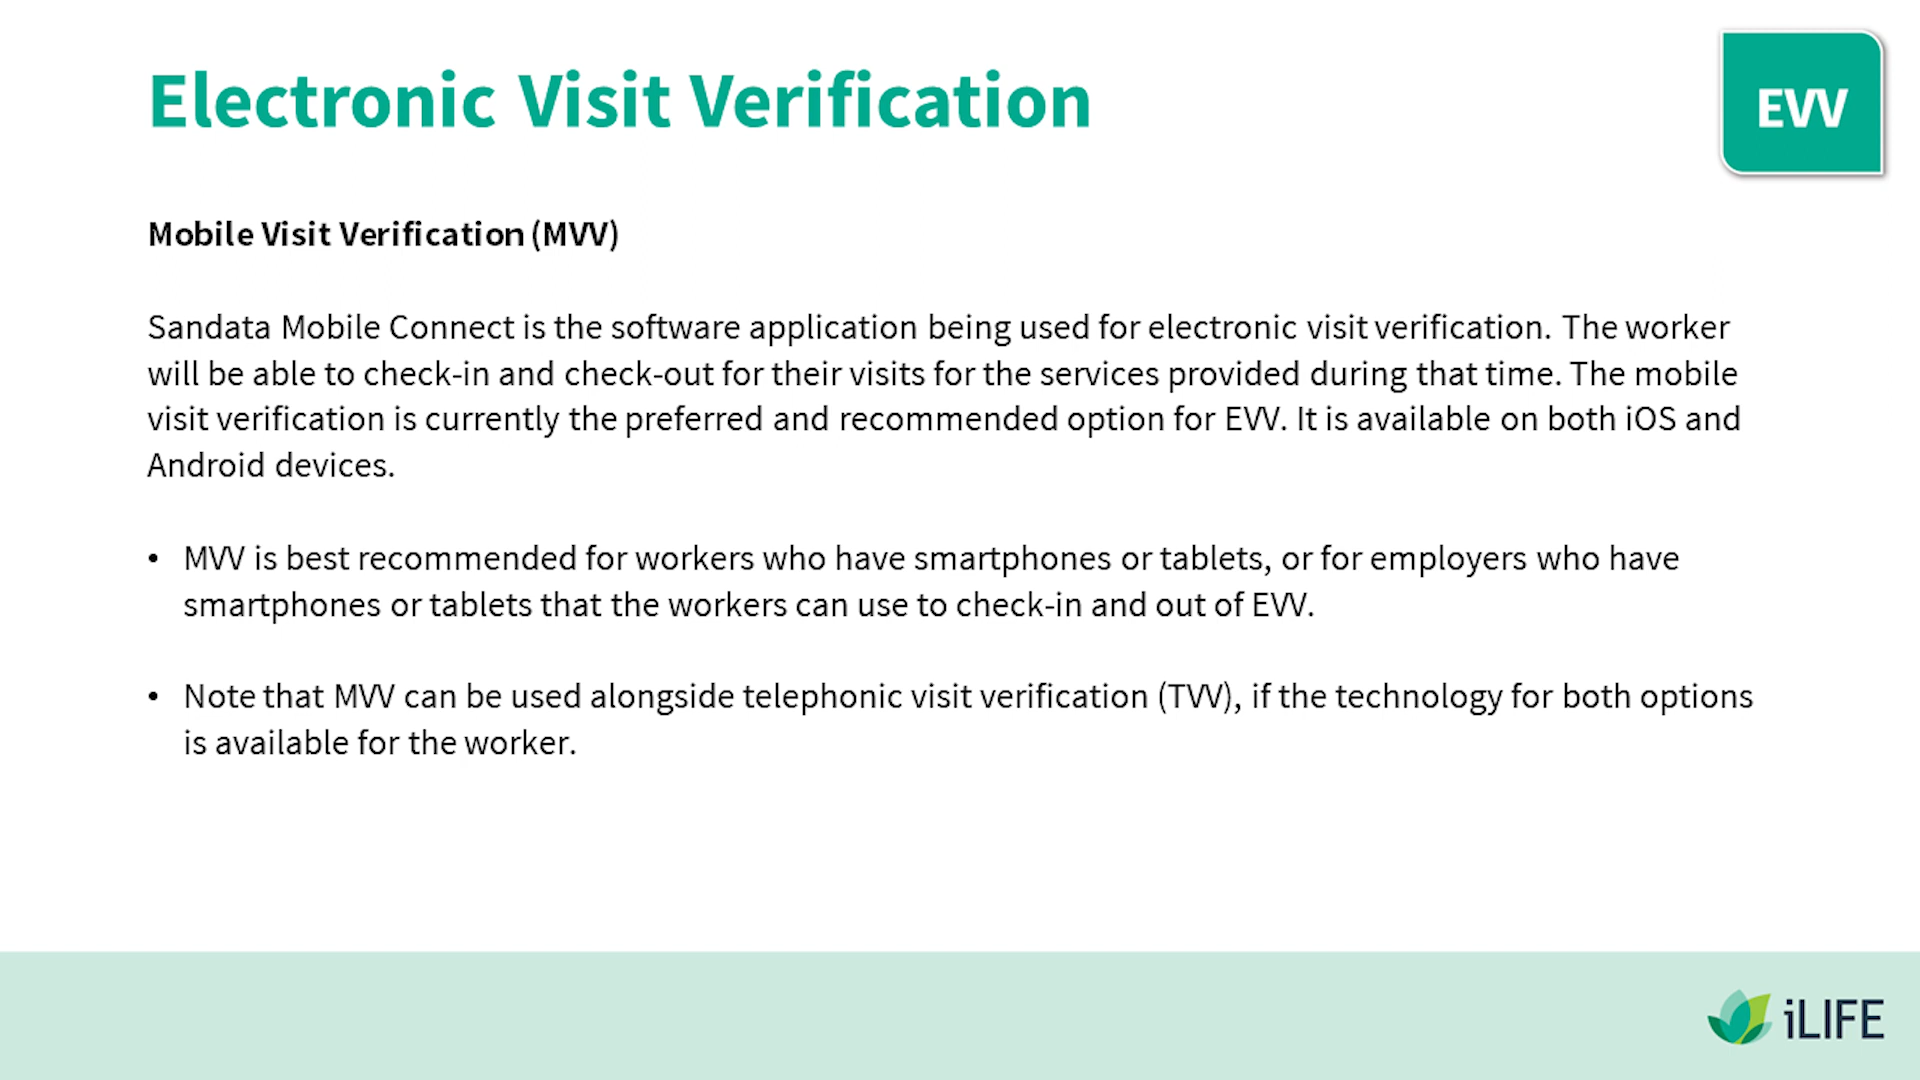 Electronic Visit Verification
EVV
Mobile Visit Verification (MVV)
Sandata Mobile Connect is the software application being used for electronic visit verification. The worker
will be able to check-in and check-out for their visits for the services provided during that time. The mobile
visit verification is currently the preferred and recommended option for EVV. It is available on both iOS and
Android devices.
• MVV is best recommended for workers who have smartphones or tablets, or for employers who have
smartphones or tablets that the workers can use to check-in and out of EVV.
• Note that MVV can be used alongside telephonic visit verification (TVV), if the technology for both options
is available for the worker.
iLIFE